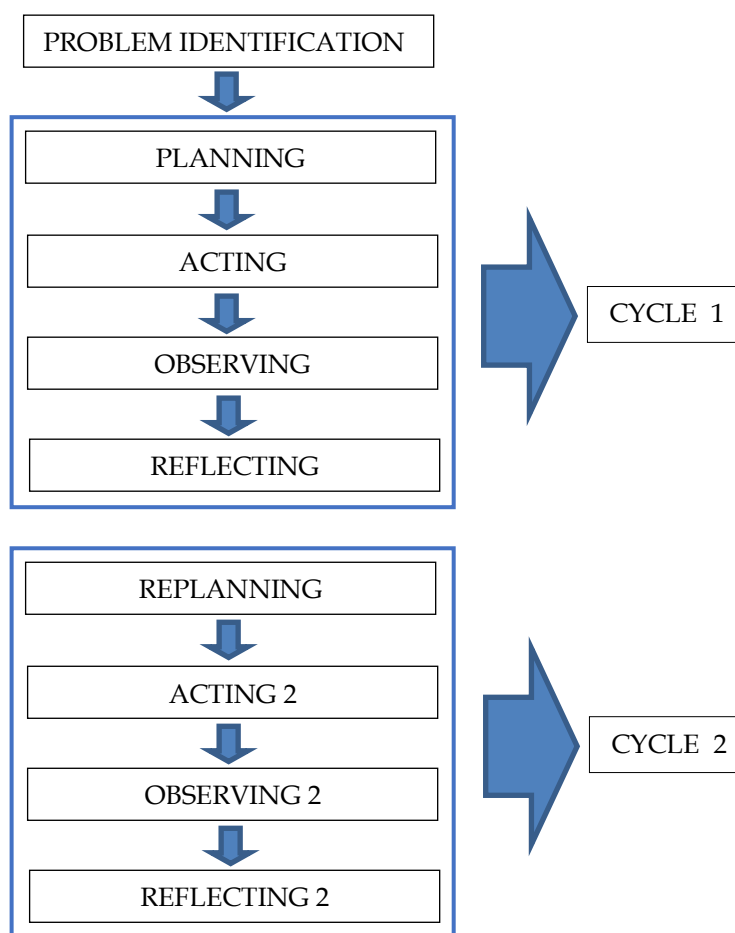 PROBLEM IDENTIFICATION
PLANNING
ACTING
CYCLE 1
OBSERVING
REFLECTING
REPLANNING
ACTING 2
CYCLE 2
OBSERVING 2
REFLECTING 2